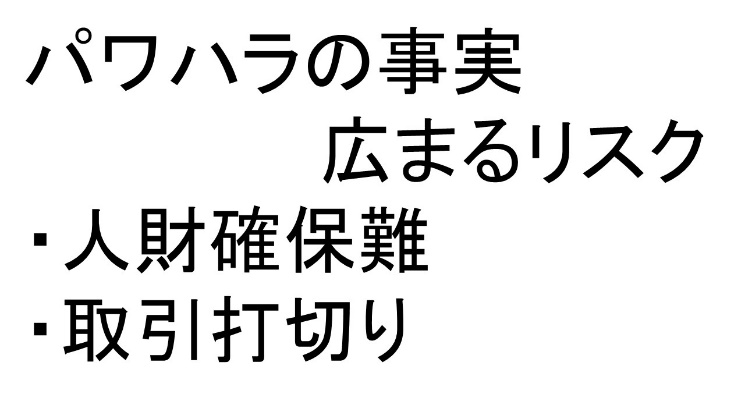 パワハラの事実
広まるリスク
・人財確保難
・取引打切り